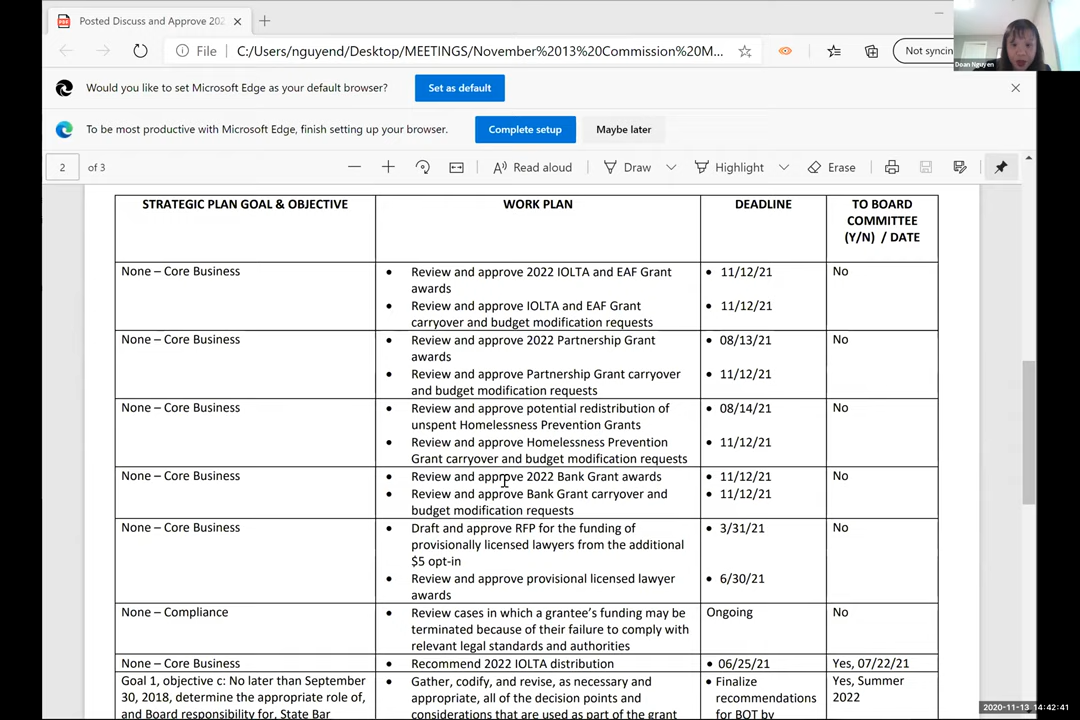 Posted Discuss and Approve 202
File
C:/Users/nguyend/Desktop/MEETINGS/November%2013%20Commission%20M...
Not syncin
Doan Nguyen
Would you like to set Microsoft Edge as your default browser?
Set as default
To be most productive with Microsoft Edge, finish setting up your browser.
Complete setup
Maybe later
2
of 3
Read aloud
Draw
Highlight
Erase
STRATEGIC PLAN GOAL & OBJECTIVE
WORK PLAN
DEADLINE
TO BOARD
COMMITTEE
(Y/N) / DATE
None – Core Business
• Review and approve 2022 IOLTA and EAF Grant
awards
• Review and approve IOLTA and EAF Grant
carryover and budget modification requests
• 11/12/21
• 11/12/21
No
None – Core Business
• Review and approve 2022 Partnership Grant
awards
• Review and approve Partnership Grant carryover
and budget modification requests
• 08/13/21
• 11/12/21
No
None – Core Business
• Review and approve potential redistribution of
unspent Homelessness Prevention Grants
• Review and approve Homelessness Prevention
Grant carryover and budget modification requests
• 08/14/21
• 11/12/21
No
None – Core Business
• Review and approve 2022 Bank Grant awards
• Review and approve Bank Grant carryover and
budget modification requests
• 11/12/21
• 11/12/21
No
None – Core Business
• Draft and approve RFP for the funding of
provisionally licensed lawyers from the additional
$5 opt-in
• Review and approve provisional licensed lawyer
awards
• 3/31/21
• 6/30/21
No
None – Compliance
• Review cases in which a grantee's funding may be
terminated because of their failure to comply with
relevant legal standards and authorities
Ongoing
No
None – Core Business
• Recommend 2022 IOLTA distribution
• 06/25/21
Yes, 07/22/21
Goal 1, objective c: No later than September
30, 2018, determine the appropriate role of,
and Board responsibility for, State Bar
• Gather, codify, and revise, as necessary and
appropriate, all of the decision points and
considerations that are used as part of the grant
• Finalize
recommendations
for BOT by
Yes, Summer
2022
2020-11-13 14:42:41